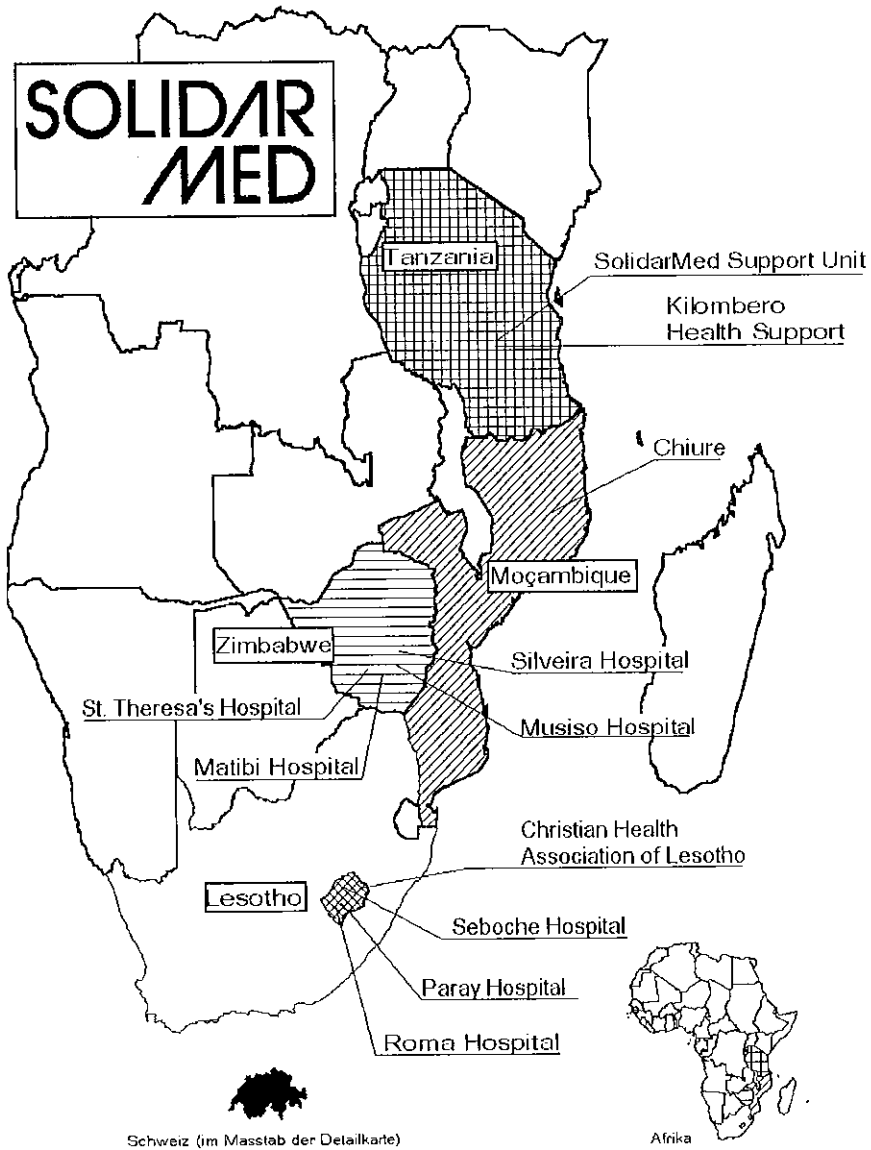 SOLIDAR
MED
Tanzania
SolidarMed Support Unit
Kilombero
Health Support
Chiure
Moçambique
Zimbabwe
Silveira Hospital
St. Theresa's Hospital
Musiso Hospital
Matibi Hospital
Christian Health
Association of Lesotho
Lesotho
Seboche Hospital
Paray Hospital
Roma Hospital
Schweiz (im Masstab der Detailkarte)
Afrika